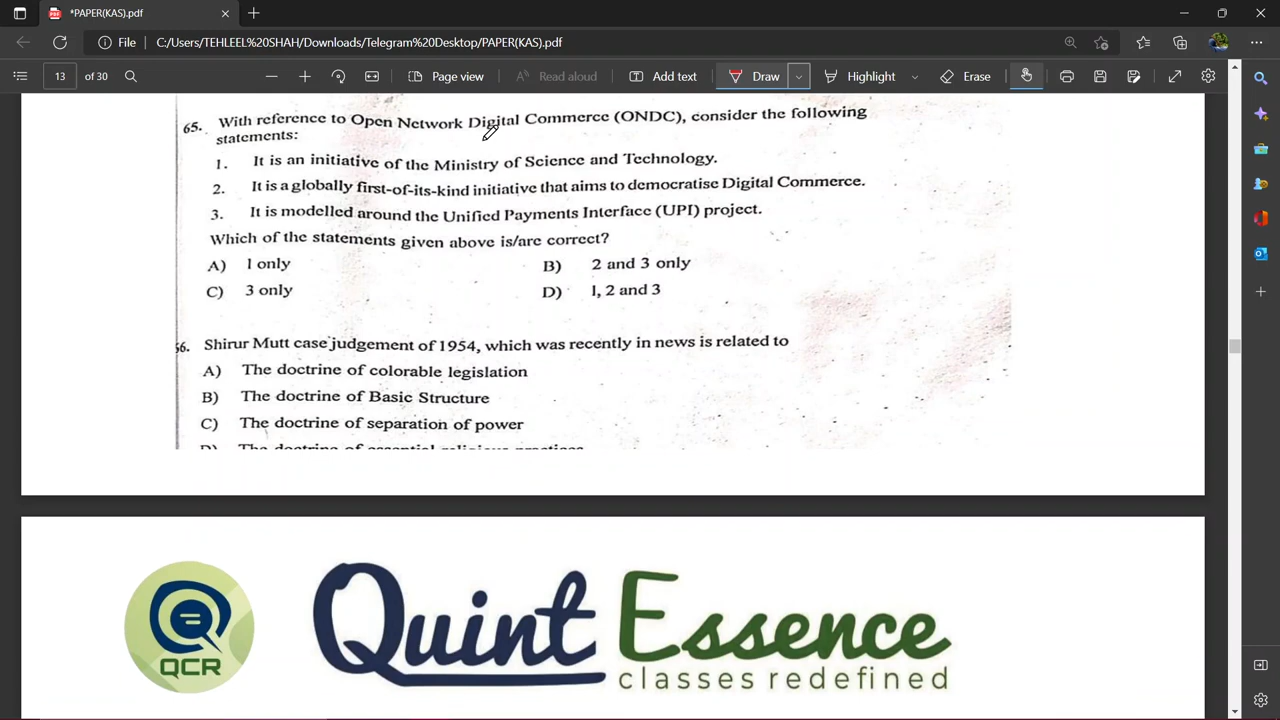 *PAPER(KAS).pdf
File
C:/Users/TEHLEEL%20SHAH/Downloads/Telegram%20Desktop/PAPER(KAS).pdf
13 of 30
Page view
Read aloud
Add text
Draw
Highlight
Erase
65. With reference to Open Network Digital Commerce (ONDC), consider the following
statements:
1. It is an initiative of the Ministry of Science and Technology.
2. It is a globally first-of-its-kind initiative that aims to democratise Digital Commerce.
3. It is modelled around the Unified Payments Interface (UPI) project.
Which of the statements given above is/are correct?
A) 1 only B) 2 and 3 only
C) 3 only D) 1, 2 and 3
66. Shirur Mutt case judgement of 1954, which was recently in news is related to
A) The doctrine of colorable legislation
B) The doctrine of Basic Structure
C) The doctrine of separation of power
D) The doctrine of essential religious practices
QCR
Quint Essence
classes redefined